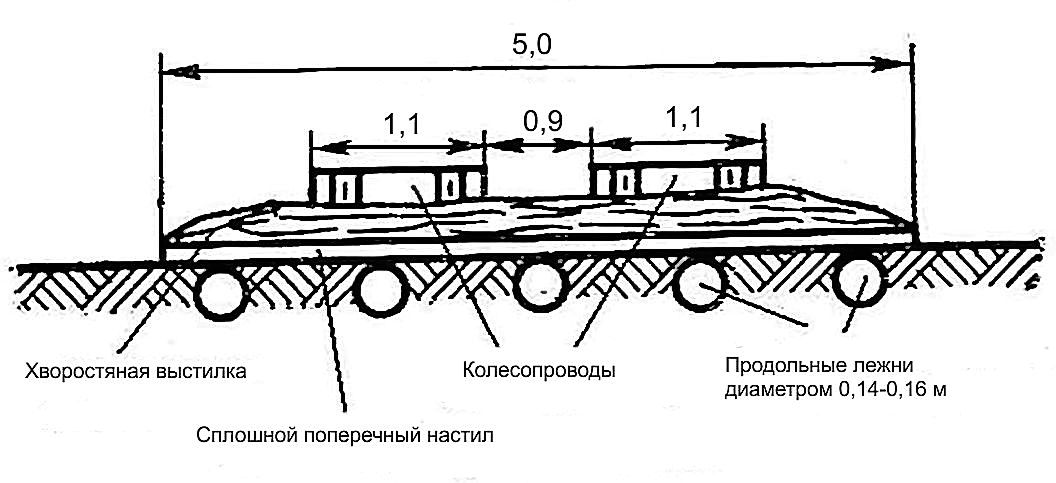 5,0
1,1
0,9
1,1
Хворостяная выстилка
Колесопроводы
Продольные лежни
диаметром 0,14-0,16 м
Сплошной поперечный настил